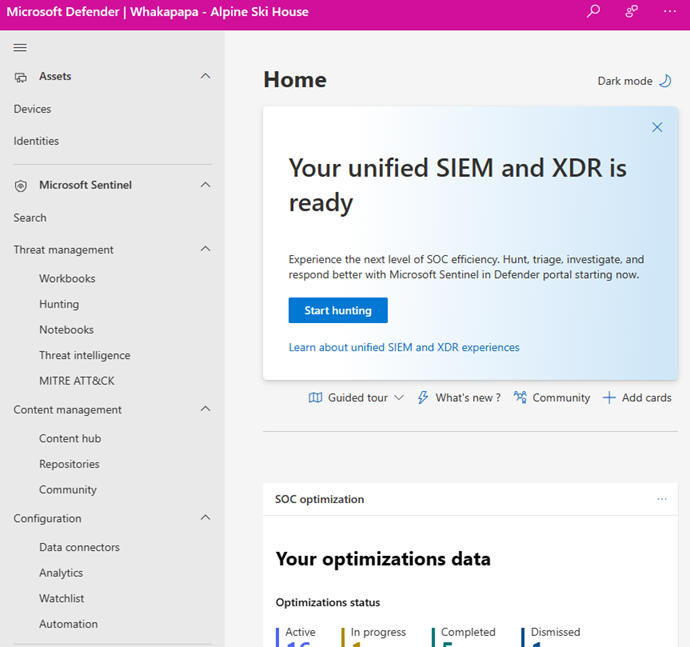 Microsoft Defender | Whakapapa - Alpine Ski House
Assets
Devices
Identities
Microsoft Sentinel
Search
Threat management
Workbooks
Hunting
Notebooks
Threat intelligence
MITRE ATT&CK
Content management
Content hub
Repositories
Community
Configuration
Data connectors
Analytics
Watchlist
Automation
Home
Dark mode
Your unified SIEM and XDR is
ready
Experience the next level of SOC efficiency. Hunt, triage, investigate, and
respond better with Microsoft Sentinel in Defender portal starting now.
Start hunting
Learn about unified SIEM and XDR experiences
Guided tour What's new ? Community Add cards
SOC optimization
Your optimizations data
Optimizations status
Active In progress Completed Dismissed